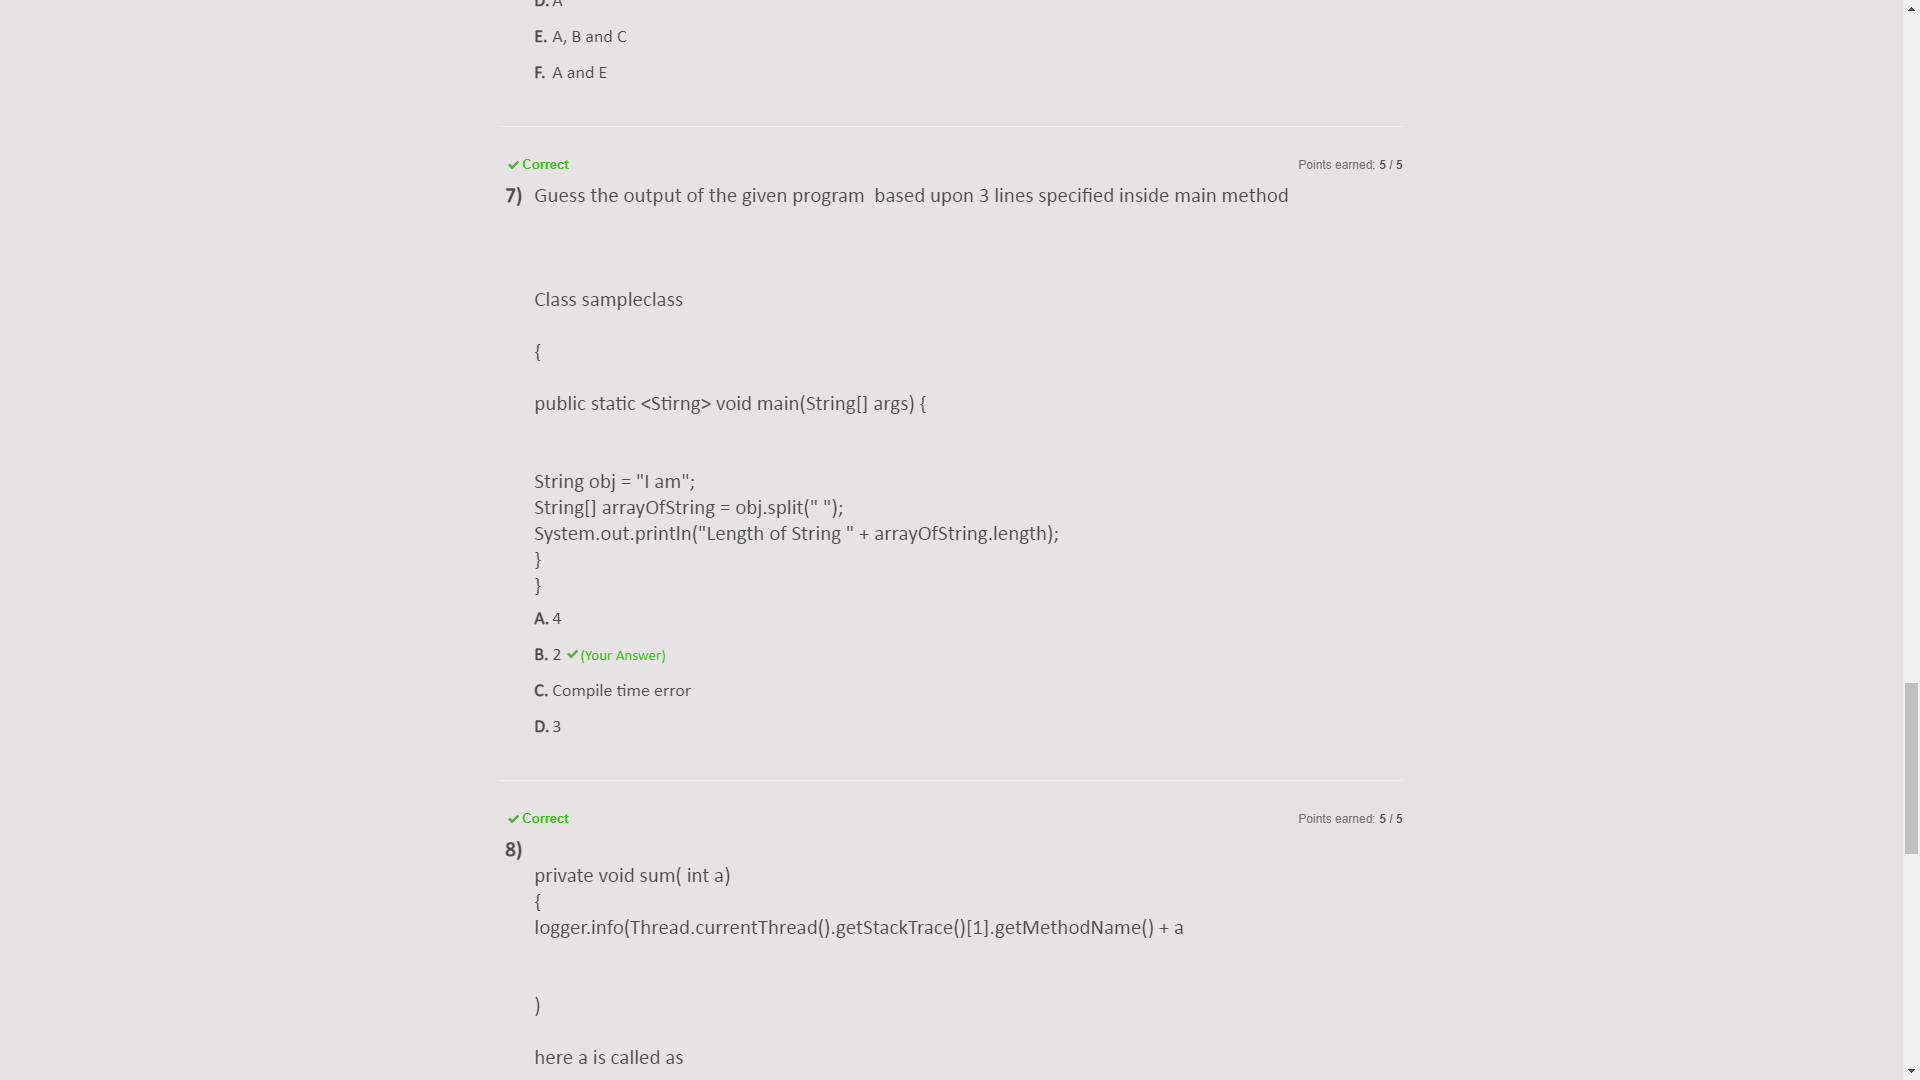 D. A
E. A, B and C
F. A and E
Correct
Points earned: 5 / 5
7) Guess the output of the given program  based upon 3 lines specified inside main method
Class sampleclass
{
public static <Stirng> void main(String[] args) {
String obj = "I am";
String[] arrayOfString = obj.split(" ");
System.out.println("Length of String " + arrayOfString.length);
}
}
A. 4
B. 2 (Your Answer)
C. Compile time error
D. 3
Correct
Points earned: 5 / 5
8)
private void sum( int a)
{
logger.info(Thread.currentThread().getStackTrace()[1].getMethodName() + a
)
here a is called as